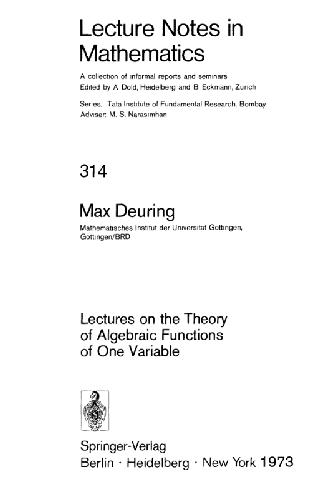 Lecture Notes in
Mathematics
A collection of informal reports and seminars
Edited by A. Dold, Heidelberg and B. Eckmann, Zürich
Series: Tata Institute of Fundamental Research, Bombay
Adviser: M. S. Narasimhan
314
Max Deuring
Mathematisches Institut der Universität Göttingen,
Göttingen/BRD
Lectures on the Theory
of Algebraic Functions
of One Variable
Springer-Verlag
Berlin · Heidelberg · New York 1973